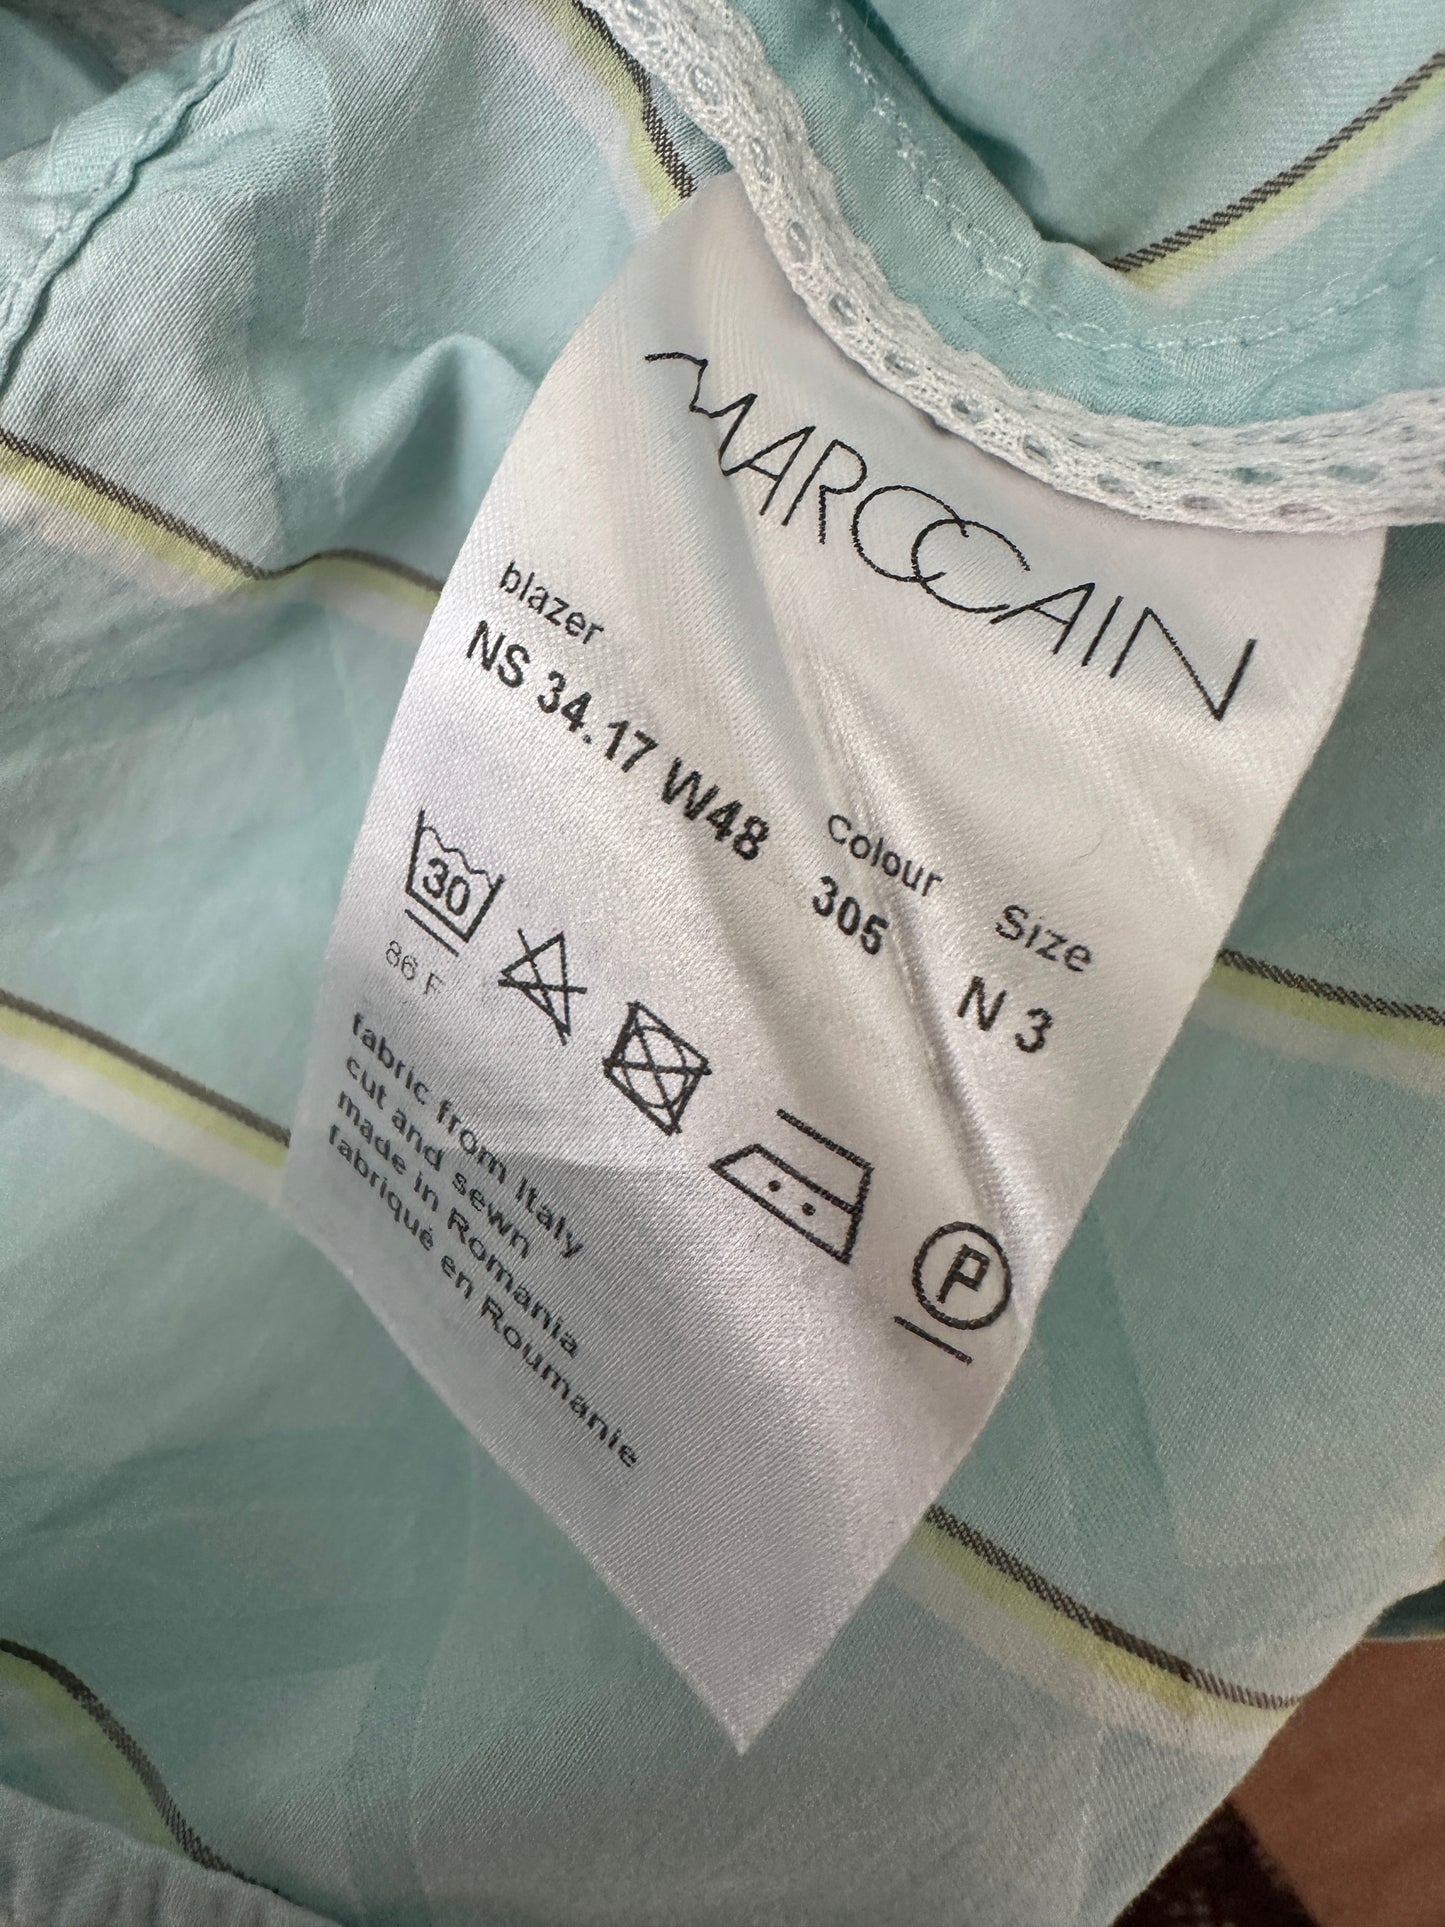 MARCCAIN
blazer
NS 34.17 W48
Colour
305
Size
N 3
30
86 F
P
fabric from Italy
cut and sewn
made in Romania
fabriqué en Roumanie